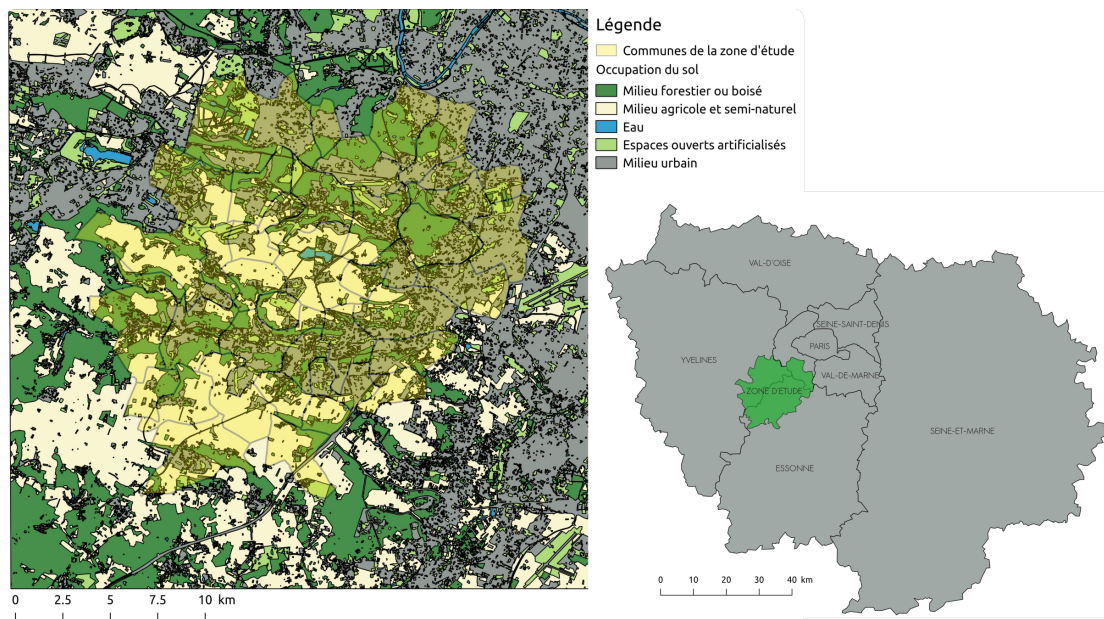 Légende
Communes de la zone d'étude
Occupation du sol
Milieu forestier ou boisé
Milieu agricole et semi-naturel
Eau
Espaces ouverts artificialisés
Milieu urbain
VAL-D'OISE
SEINE-SAINT-DENIS
PARIS
YVELINES
VAL-DE-MARNE
ZONE D'ETUDE
SEINE-ET-MARNE
ESSONNE
0 10 20 30 40 km
0 2.5 5 7.5 10 km